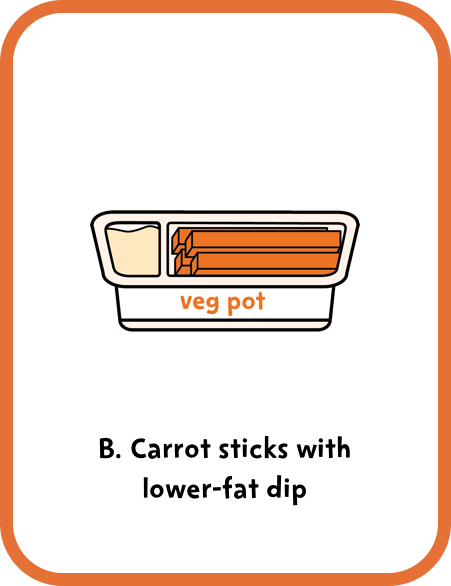 veg pot
B. Carrot sticks with
lower-fat dip